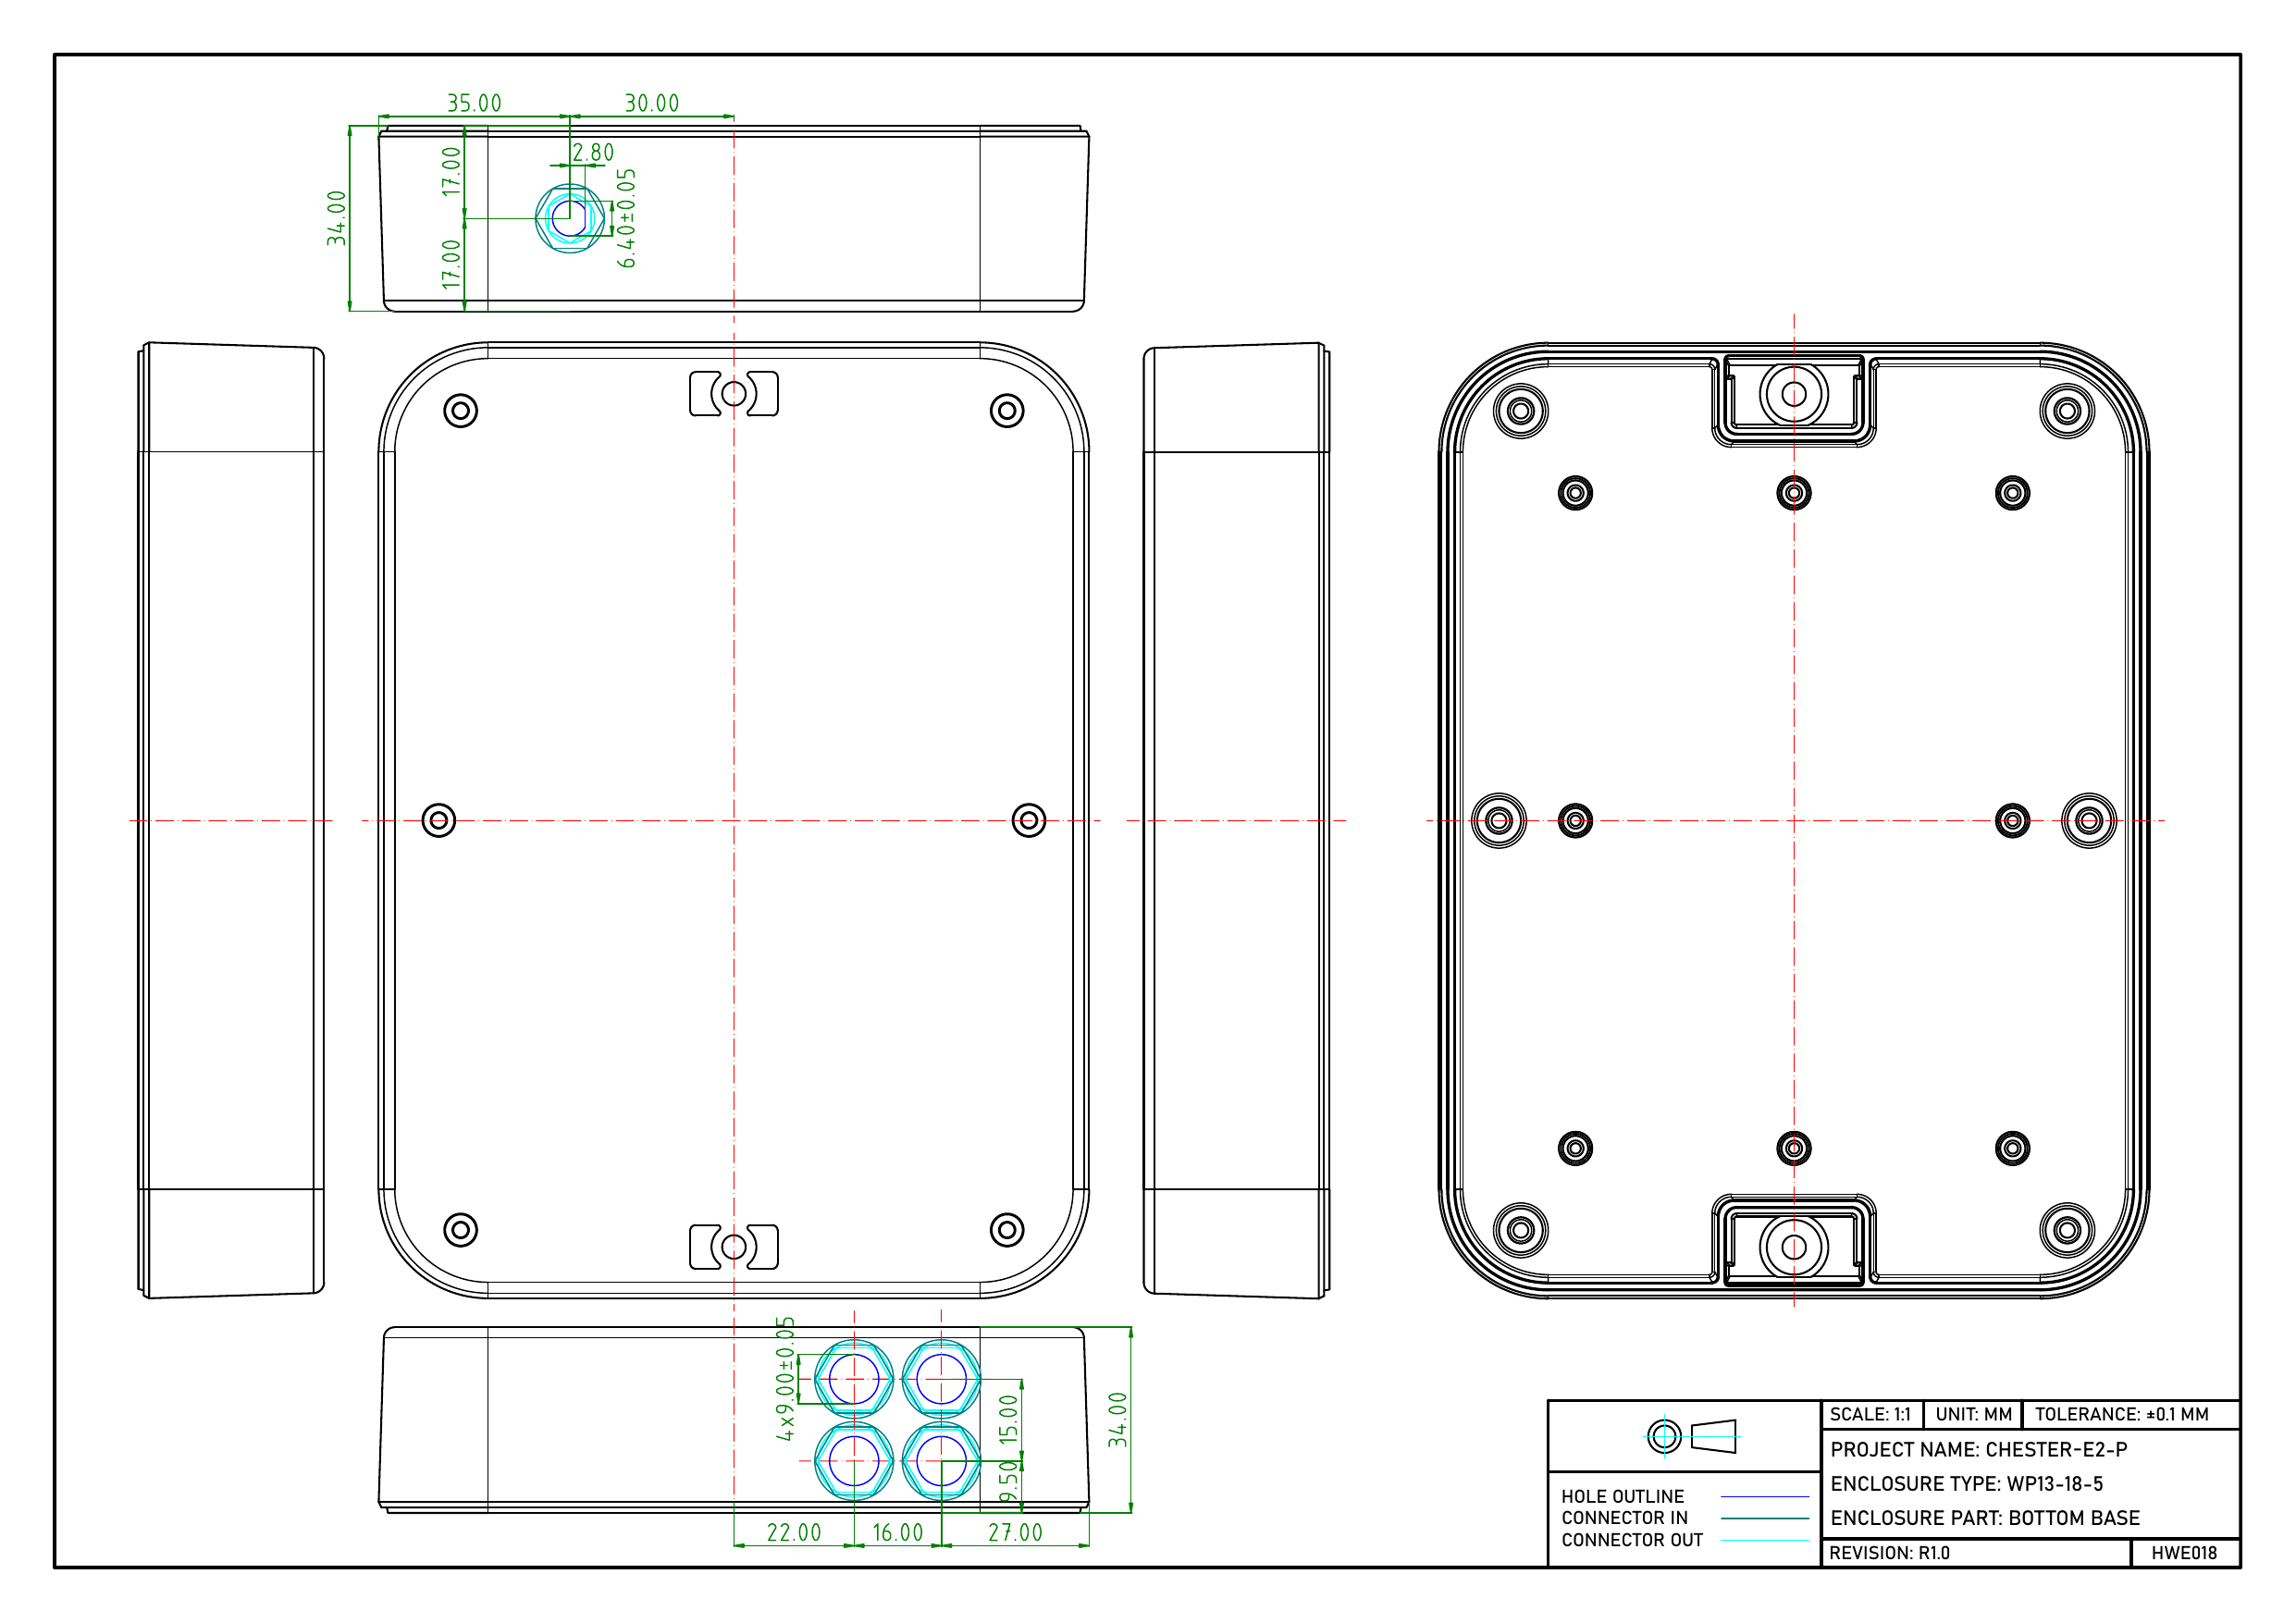 35.00
30.00
2.80
17.00
6.40±0.05
34.00
17.00
4x9.00±0.05
15.00
34.00
9.50
22.00
16.00
27.00
SCALE: 1:1 UNIT: MM TOLERANCE: ±0.1 MM
PROJECT NAME: CHESTER-E2-P
ENCLOSURE TYPE: WP13-18-5
ENCLOSURE PART: BOTTOM BASE
REVISION: R1.0 HWE018
HOLE OUTLINE
CONNECTOR IN
CONNECTOR OUT